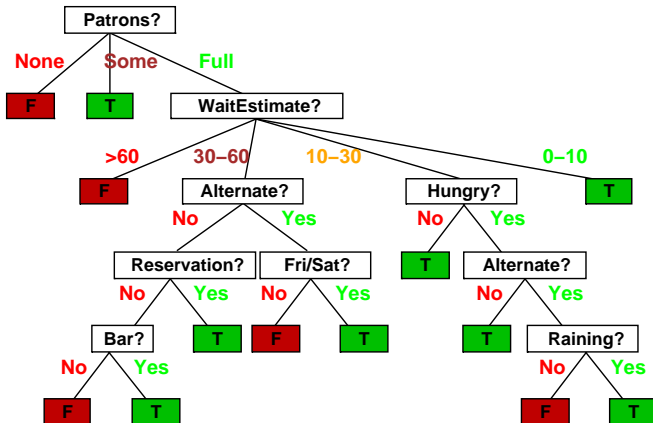 Patrons?
None Some Full
F T WaitEstimate?
>60 30–60 10–30 0–10
F Alternate? Hungry? T
No Yes No Yes
Reservation? Fri/Sat? T Alternate?
No Yes No Yes No Yes
Bar? T F T T Raining?
No Yes No Yes
F T F T